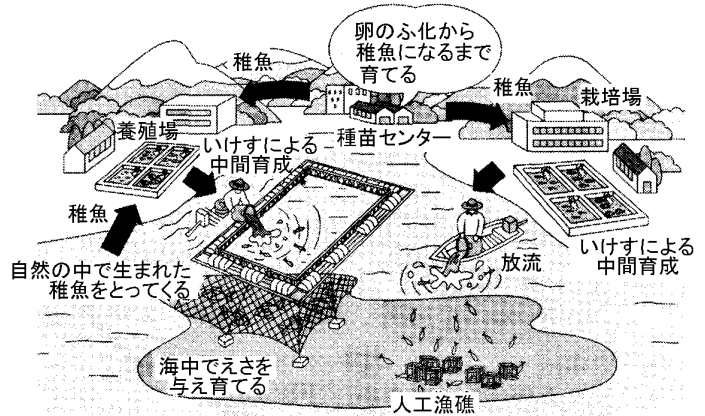 卵のふ化から
稚魚になるまで
育てる
稚魚
稚魚
栽培場
養殖場
種苗センター
いけすによる
中間育成
稚魚
自然の中で生まれた
稚魚をとってくる
放流
いけすによる
中間育成
海中でえさを
与え育てる
人工漁礁